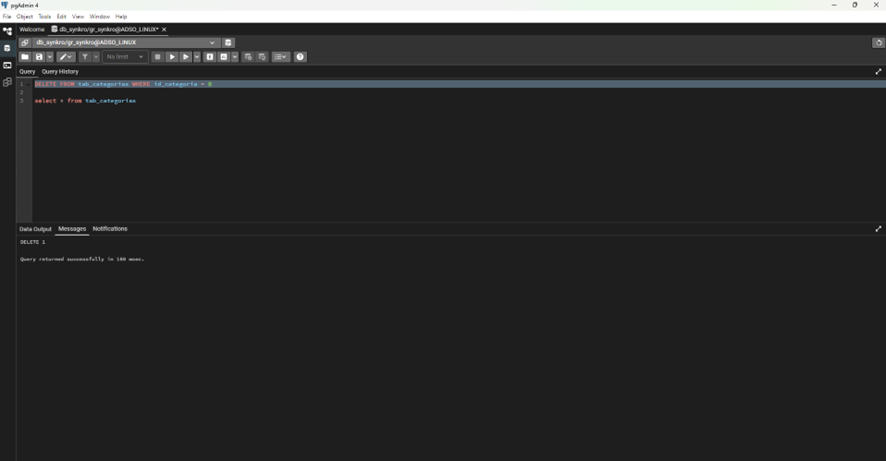 pgAdmin 4
File Object Tools Edit View Window Help
Welcome db_synkro/gr_synkro@ADSO_LINUX*
db_synkro/gr_synkro@ADSO_LINUX
No limit
Query Query History
1 DELETE FROM tab_categorias WHERE id_categoria = 8
2
3 select * from tab_categorias
Data Output Messages Notifications
DELETE 1
Query returned successfully in 108 msec.